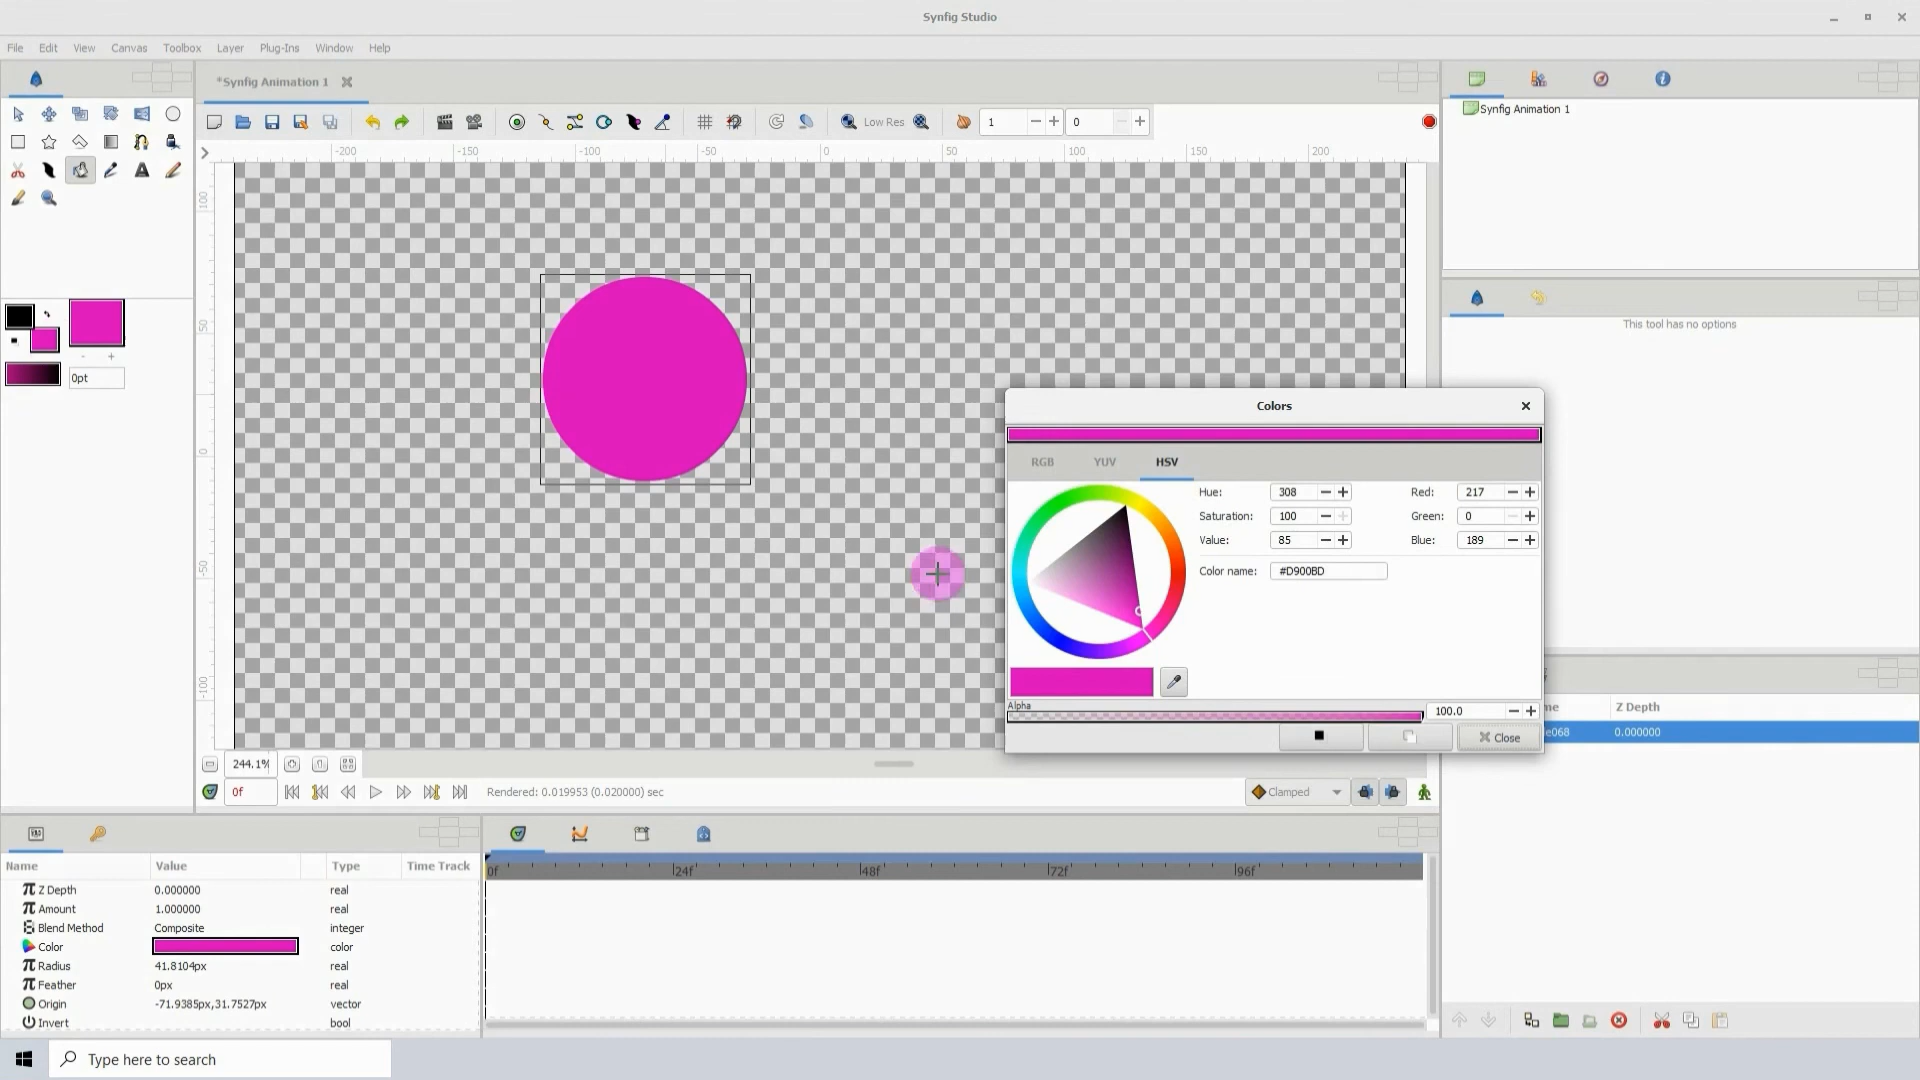 Synfig Studio
File Edit View Canvas Toolbox Layer Plug-Ins Window Help
*Synfig Animation 1
Low Res 1 0
-200 -150 -100 -50 0 50 100 150 200
100
50
0
-50
-100
0pt
Synfig Animation 1
This tool has no options
Colors
RGB YUV HSV
Hue: 308 Red: 217
Saturation: 100 Green: 0
Value: 85 Blue: 189
Color name: #D900BD
Alpha
100.0
Close
Z Depth
0.000000
244.1%
0f
Rendered: 0.019953 (0.020000) sec
Clamped
Name Value Type Time Track
Z Depth 0.000000 real
Amount 1.000000 real
Blend Method Composite integer
Color color
Radius 41.8104px real
Feather 0px real
Origin -71.9385px,31.7527px vector
Invert bool
0f 24f 48f 72f 96f
Type here to search